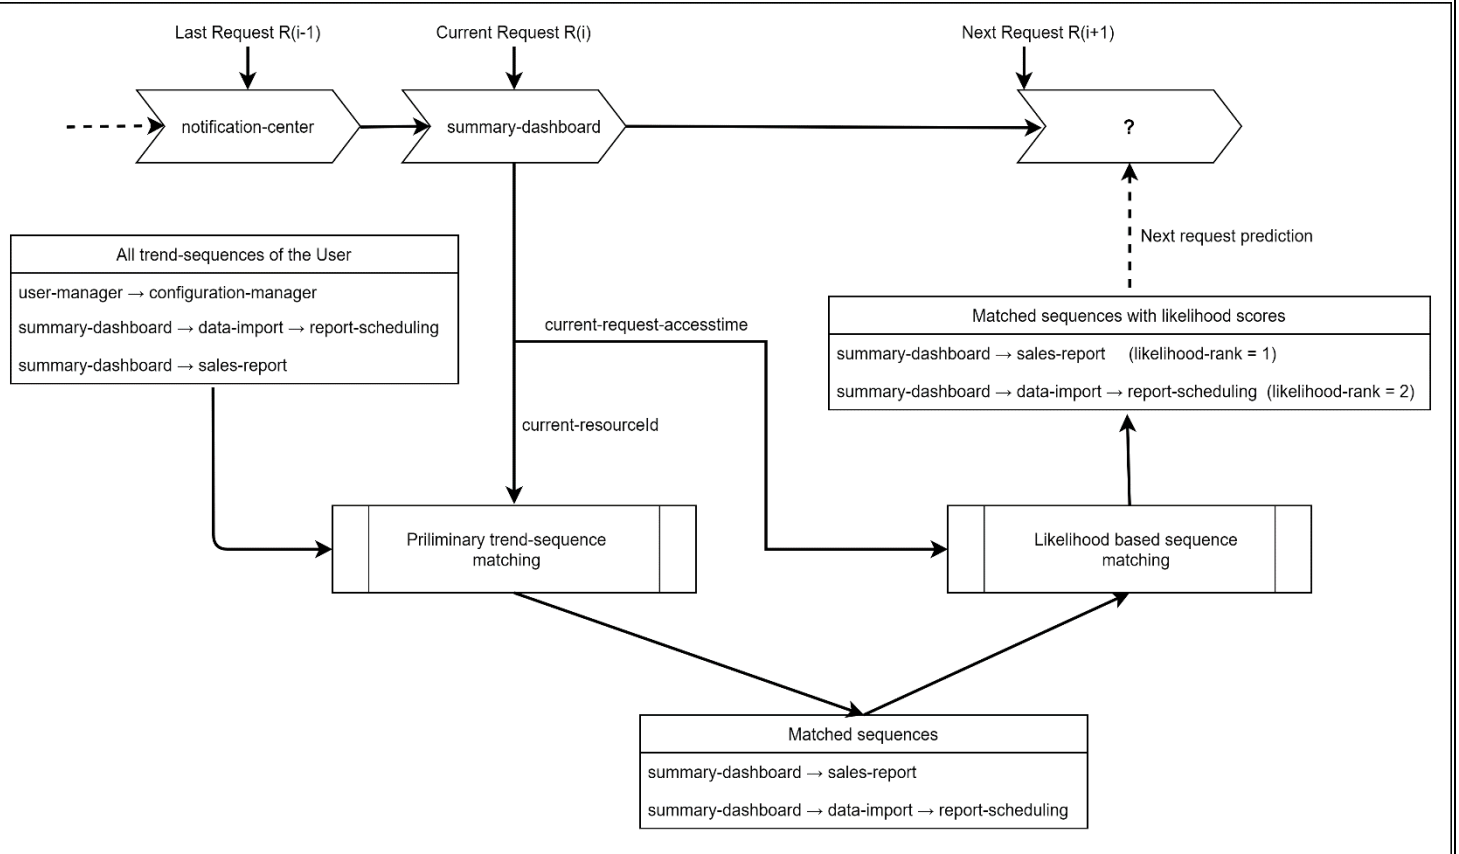 Last Request R(i-1)
Current Request R(i)
Next Request R(i+1)
notification-center
summary-dashboard
?
All trend-sequences of the User
user-manager → configuration-manager
summary-dashboard → data-import → report-scheduling
summary-dashboard → sales-report
current-request-accesstime
current-resourceId
Next request prediction
Matched sequences with likelihood scores
summary-dashboard → sales-report (likelihood-rank = 1)
summary-dashboard → data-import → report-scheduling (likelihood-rank = 2)
Priliminary trend-sequence
matching
Likelihood based sequence
matching
Matched sequences
summary-dashboard → sales-report
summary-dashboard → data-import → report-scheduling